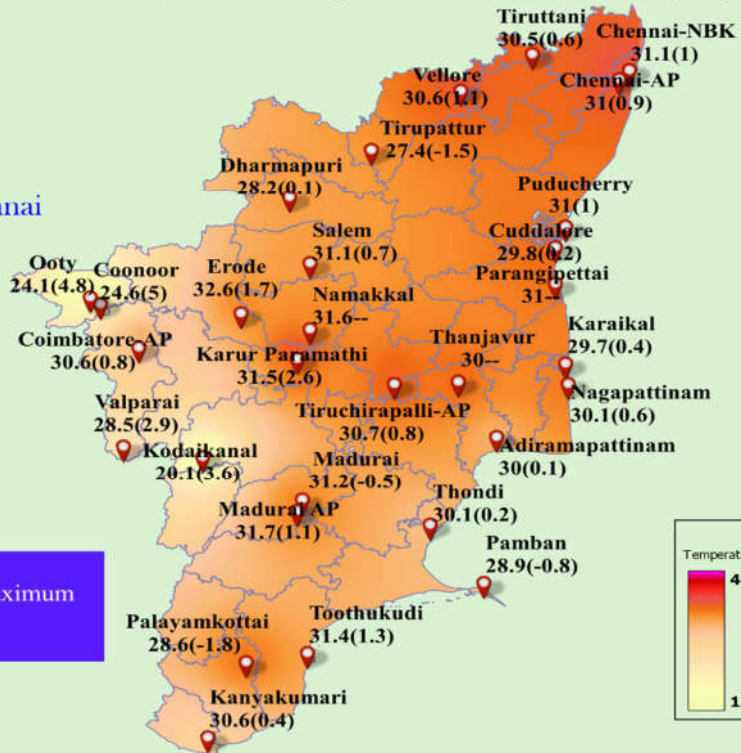 Tiruttani
30.5(0.6)
Chennai-NBK
31.1(1)
Vellore
30.6(1.1)
Chennai-AP
31(0.9)
Tirupattur
27.4(-1.5)
Dharmapuri
28.2(0.1)
Puducherry
31(1)
Salem
31.1(0.7)
Cuddalore
29.8(0.2)
Ooty
24.1(4.8)
Coonoor
24.6(5)
Erode
32.6(1.7)
Parangipettai
31--
Namakkal
31.6--
Coimbatore-AP
30.6(0.8)
Karur Paramathi
31.5(2.6)
Thanjavur
30--
Karaikal
29.7(0.4)
Valparai
28.5(2.9)
Tiruchirapalli-AP
30.7(0.8)
Nagapattinam
30.1(0.6)
Kodaikanal
20.1(3.6)
Madurai
31.2(-0.5)
Adiramapattinam
30(0.1)
Madurai AP
31.7(1.1)
Thondi
30.1(0.2)
Pamban
28.9(-0.8)
Palayamkottai
28.6(-1.8)
Toothukudi
31.4(1.3)
Kanyakumari
30.6(0.4)